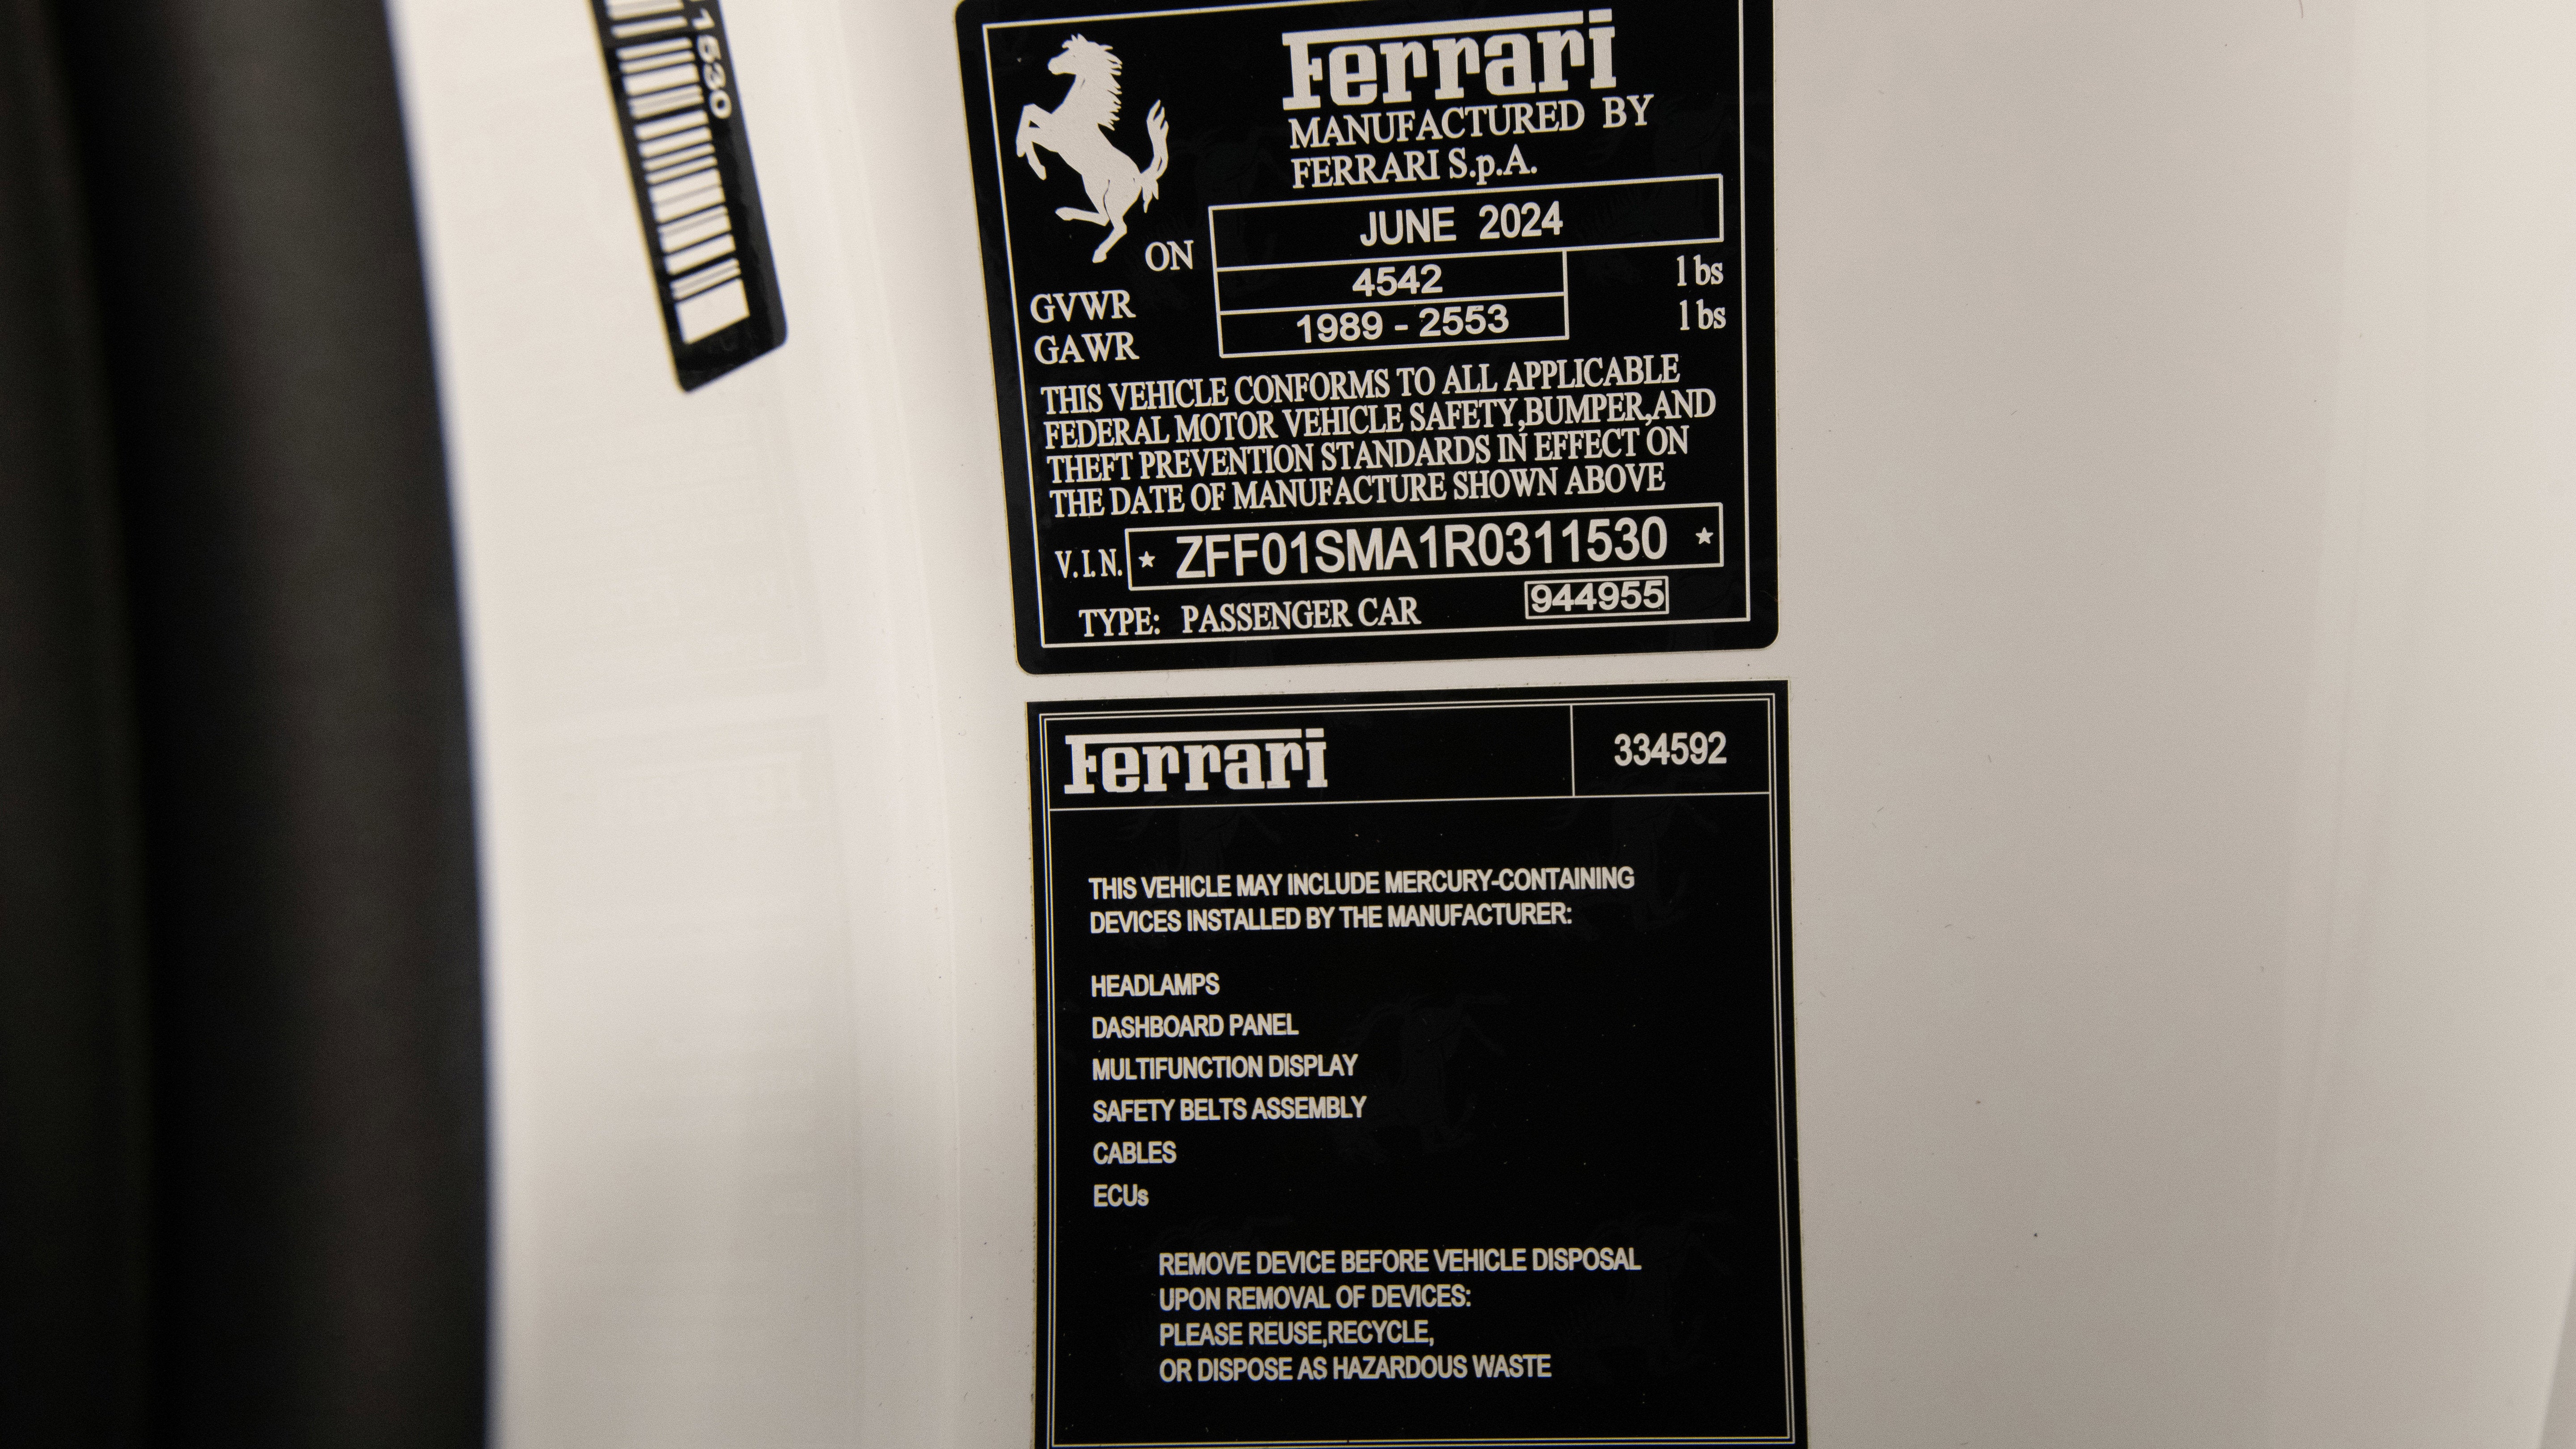 1530
Ferrari
MANUFACTURED BY
FERRARI S.p.A.
ON JUNE 2024
GVWR 4542 lbs
GAWR 1989 - 2553 lbs
THIS VEHICLE CONFORMS TO ALL APPLICABLE
FEDERAL MOTOR VEHICLE SAFETY,BUMPER,AND
THEFT PREVENTION STANDARDS IN EFFECT ON
THE DATE OF MANUFACTURE SHOWN ABOVE
V.I.N. * ZFF01SMA1R0311530 *
TYPE: PASSENGER CAR 944955
Ferrari 334592
THIS VEHICLE MAY INCLUDE MERCURY-CONTAINING
DEVICES INSTALLED BY THE MANUFACTURER:
HEADLAMPS
DASHBOARD PANEL
MULTIFUNCTION DISPLAY
SAFETY BELTS ASSEMBLY
CABLES
ECUs
REMOVE DEVICE BEFORE VEHICLE DISPOSAL
UPON REMOVAL OF DEVICES:
PLEASE REUSE,RECYCLE,
OR DISPOSE AS HAZARDOUS WASTE